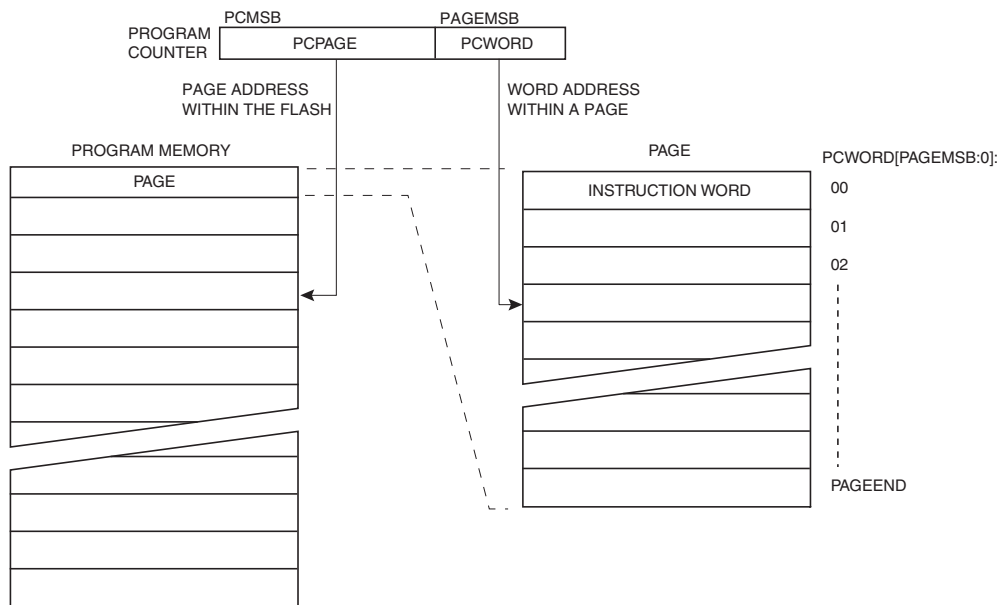 PCMSB PAGEMSB
PROGRAM
COUNTER
PCPAGE PCWORD
PAGE ADDRESS
WITHIN THE FLASH
WORD ADDRESS
WITHIN A PAGE
PROGRAM MEMORY
PAGE
PAGE
PCWORD[PAGEMSB:0]:
INSTRUCTION WORD
00
01
02
PAGEEND